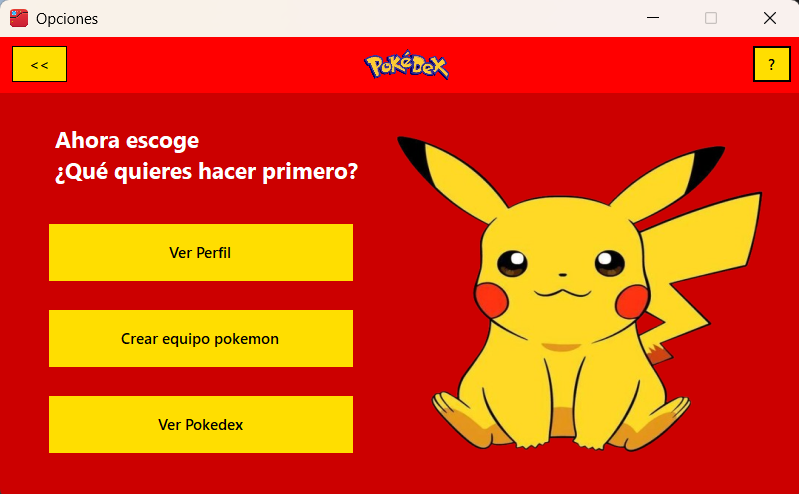 Opciones
<<
PokéDex
?
Ahora escoge
¿Qué quieres hacer primero?
Ver Perfil
Crear equipo pokemon
Ver Pokedex